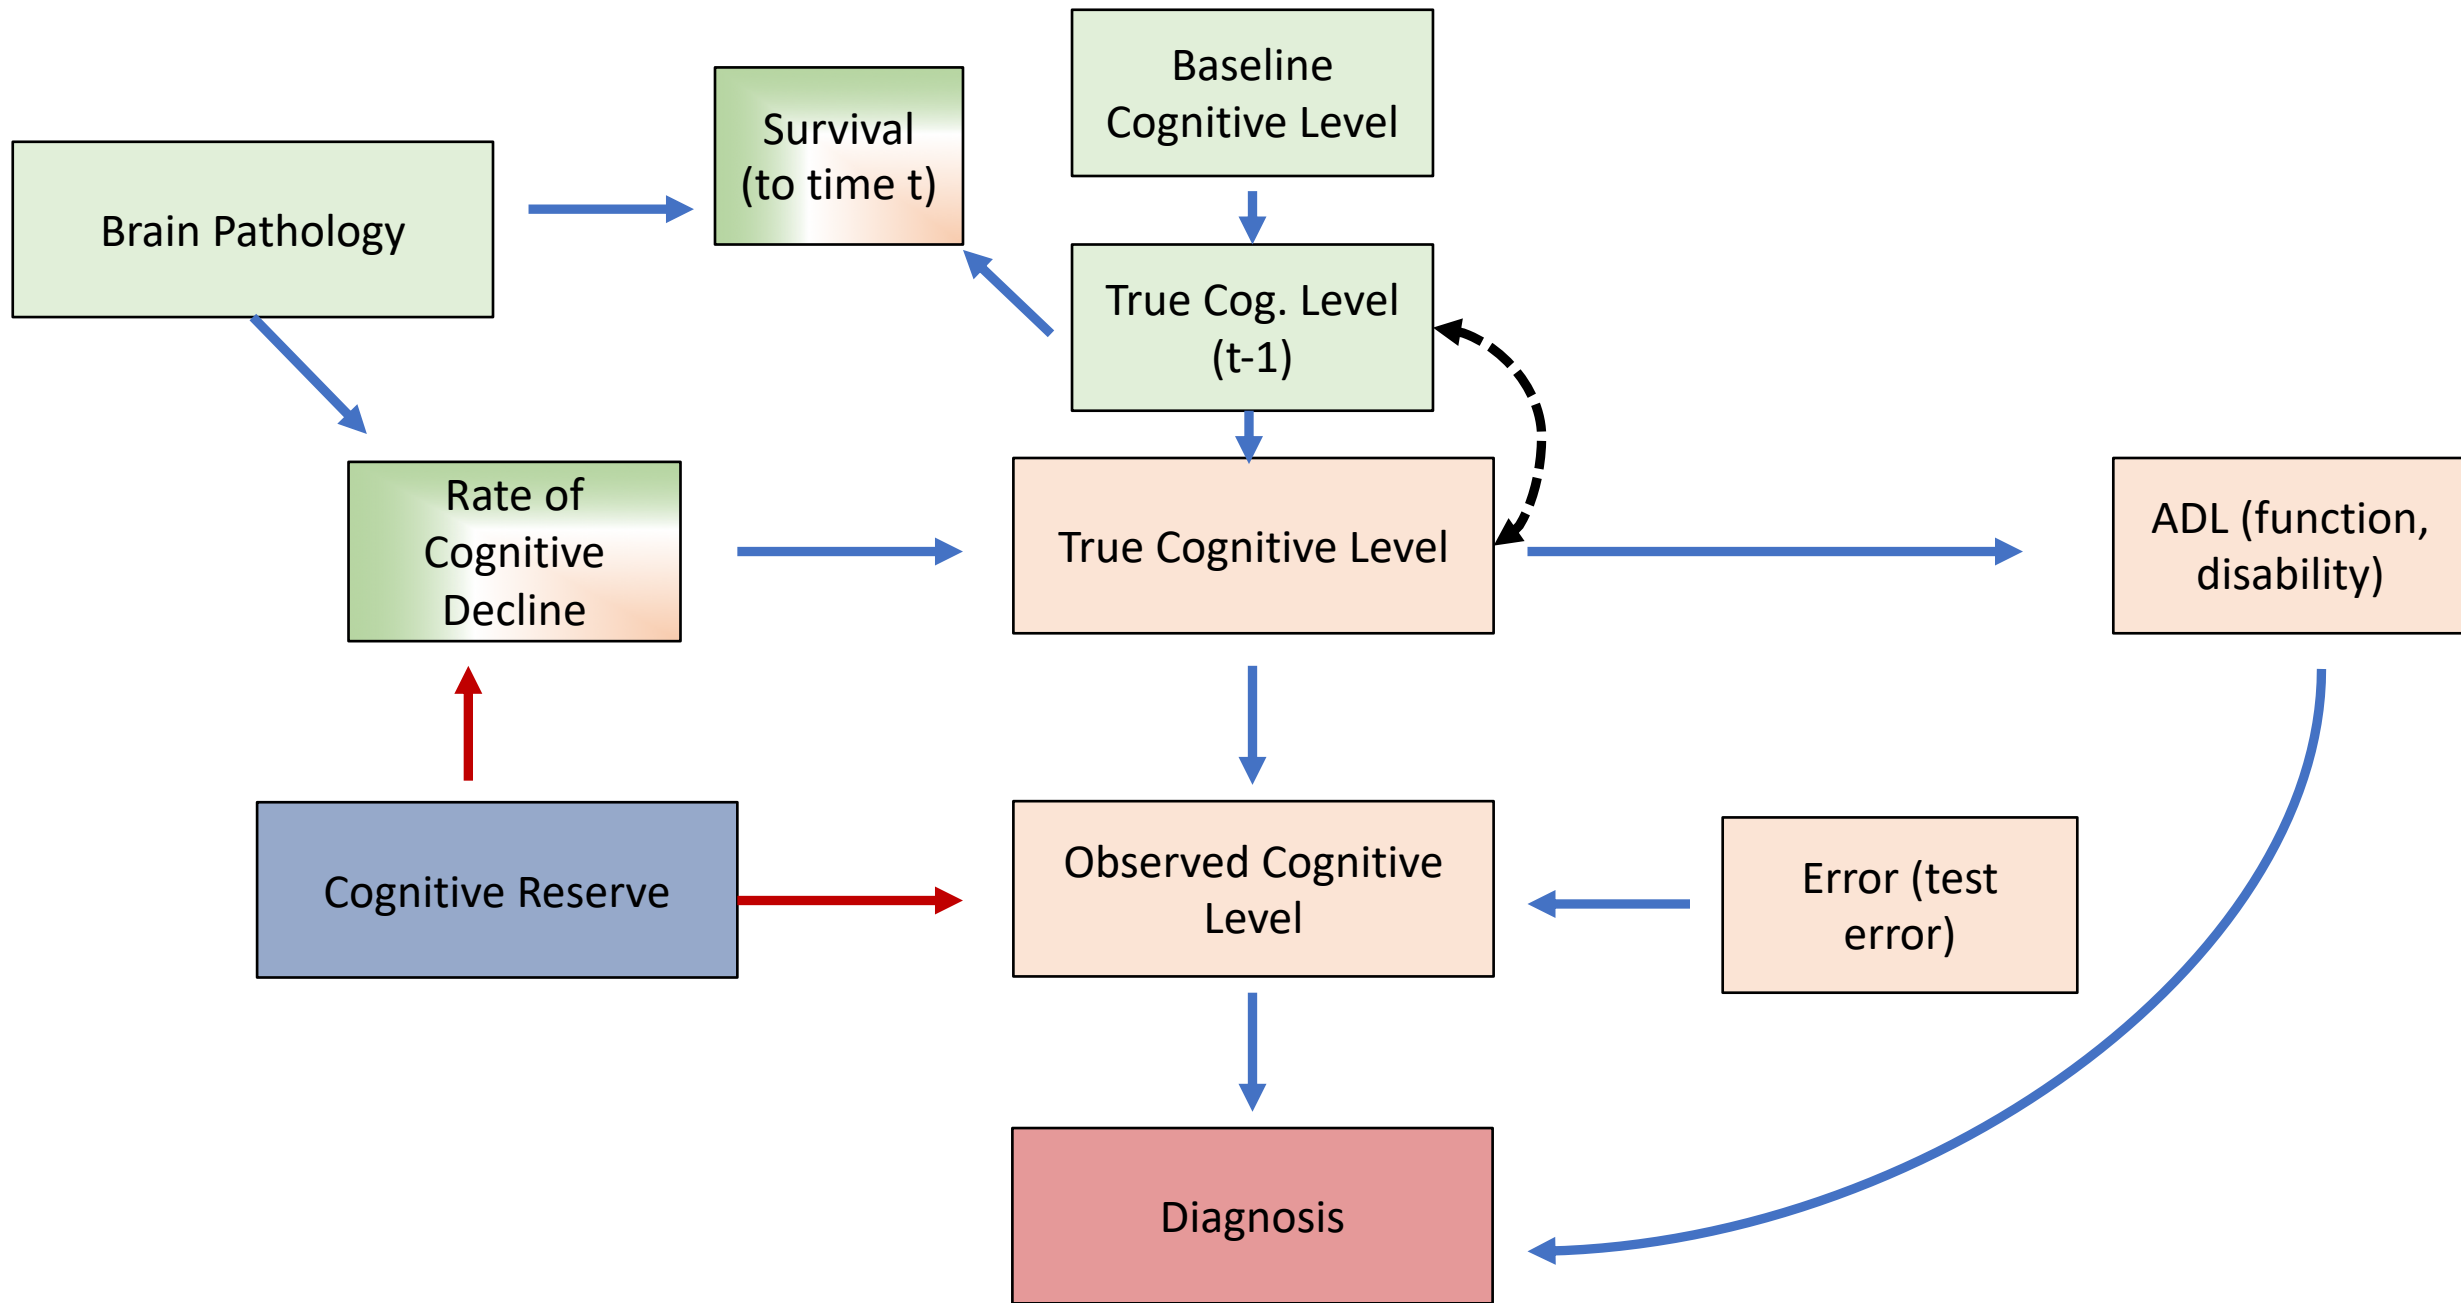 Baseline
Cognitive Level
Survival
(to time t)
Brain Pathology
True Cog. Level
(t-1)
Rate of
Cognitive
Decline
True Cognitive Level
ADL (function,
disability)
Cognitive Reserve
Observed Cognitive
Level
Error (test
error)
Diagnosis